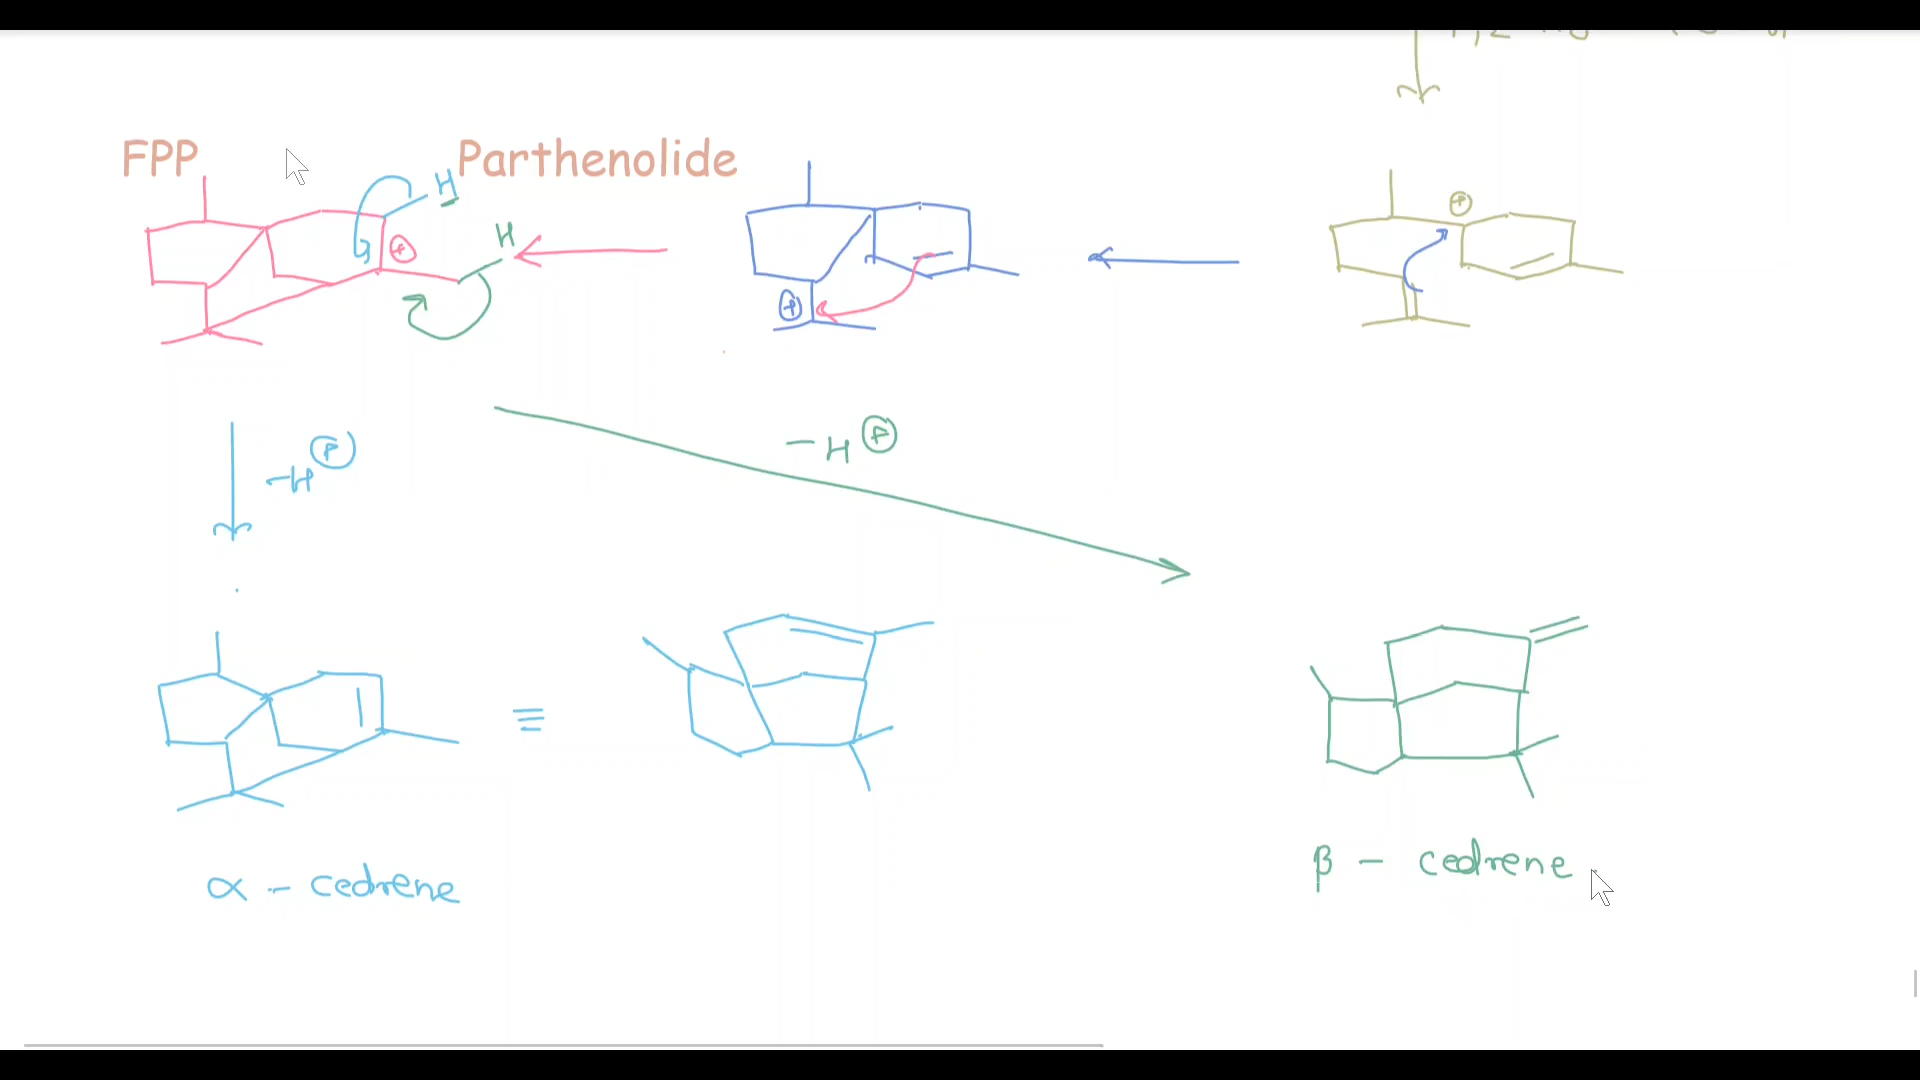 FPP Parthenolide
H
H
⊕
⊕
⊕
-H⊕
-H⊕
α - cedrene
β - cedrene